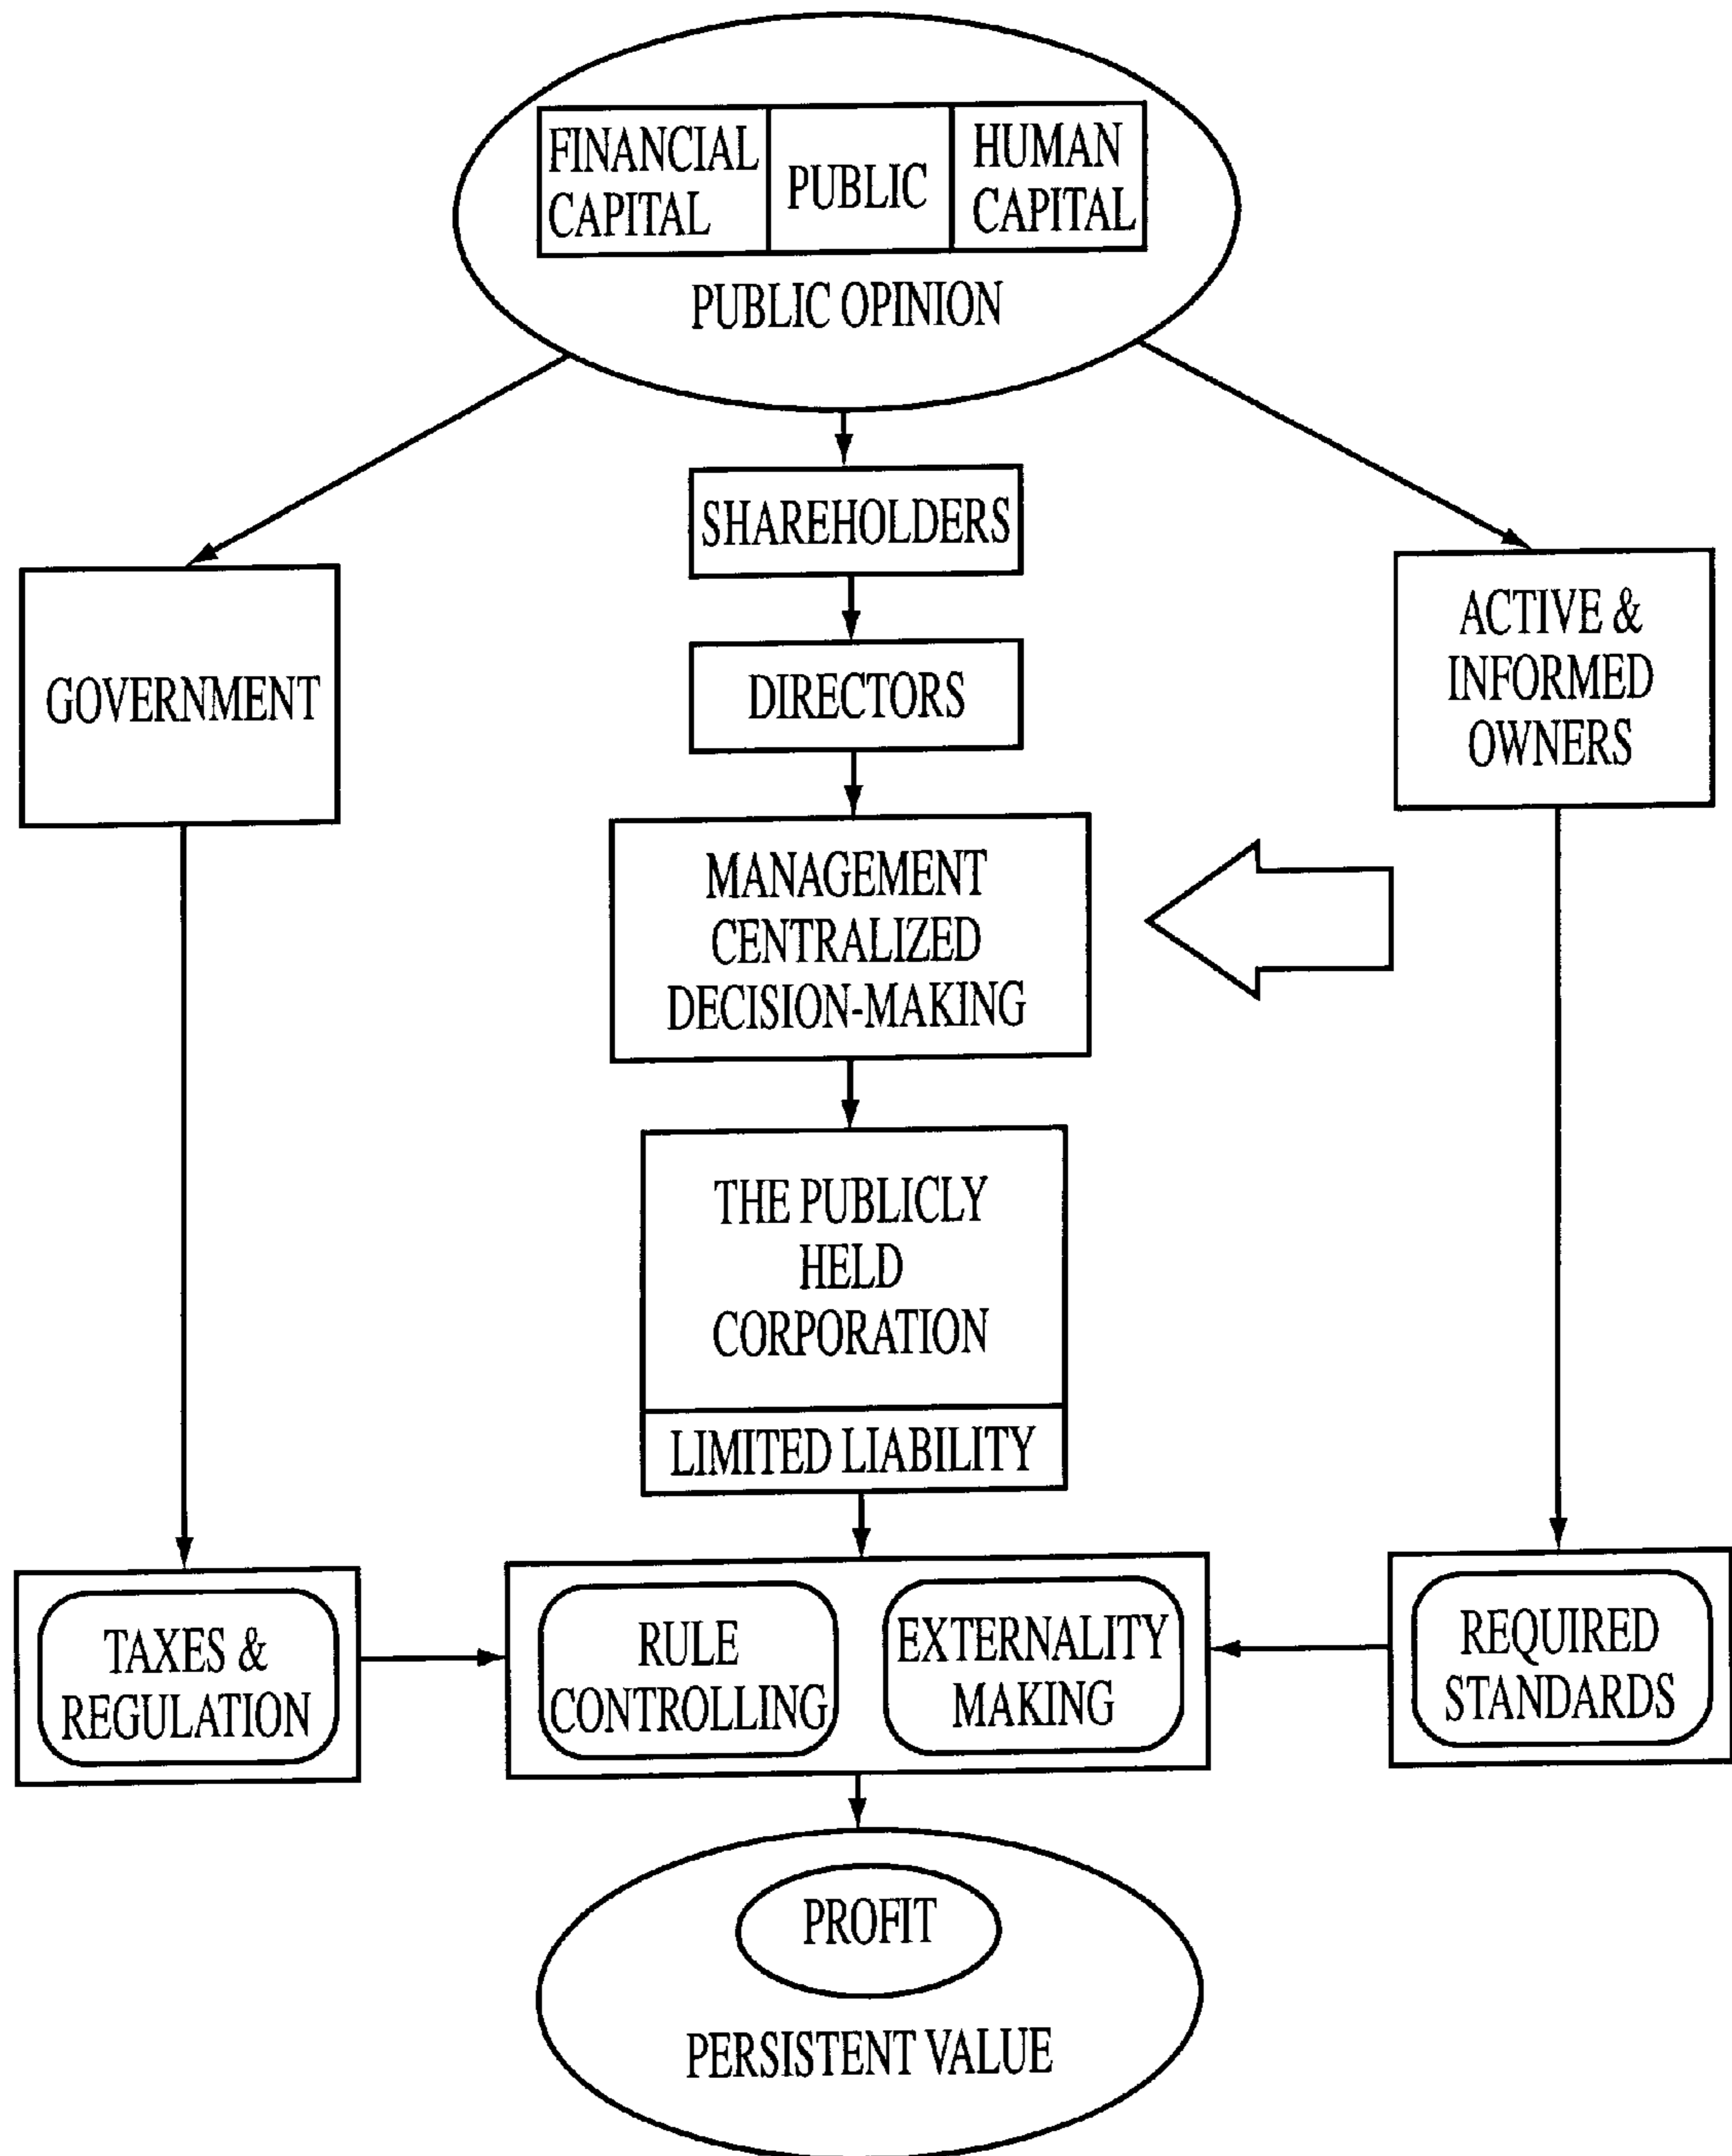 FINANCIAL
CAPITAL
PUBLIC
HUMAN
CAPITAL
PUBLIC OPINION
SHAREHOLDERS
GOVERNMENT
DIRECTORS
ACTIVE &
INFORMED
OWNERS
MANAGEMENT
CENTRALIZED
DECISION-MAKING
THE PUBLICLY
HELD
CORPORATION
LIMITED LIABILITY
TAXES &
REGULATION
RULE
CONTROLLING
EXTERNALITY
MAKING
REQUIRED
STANDARDS
PROFIT
PERSISTENT VALUE